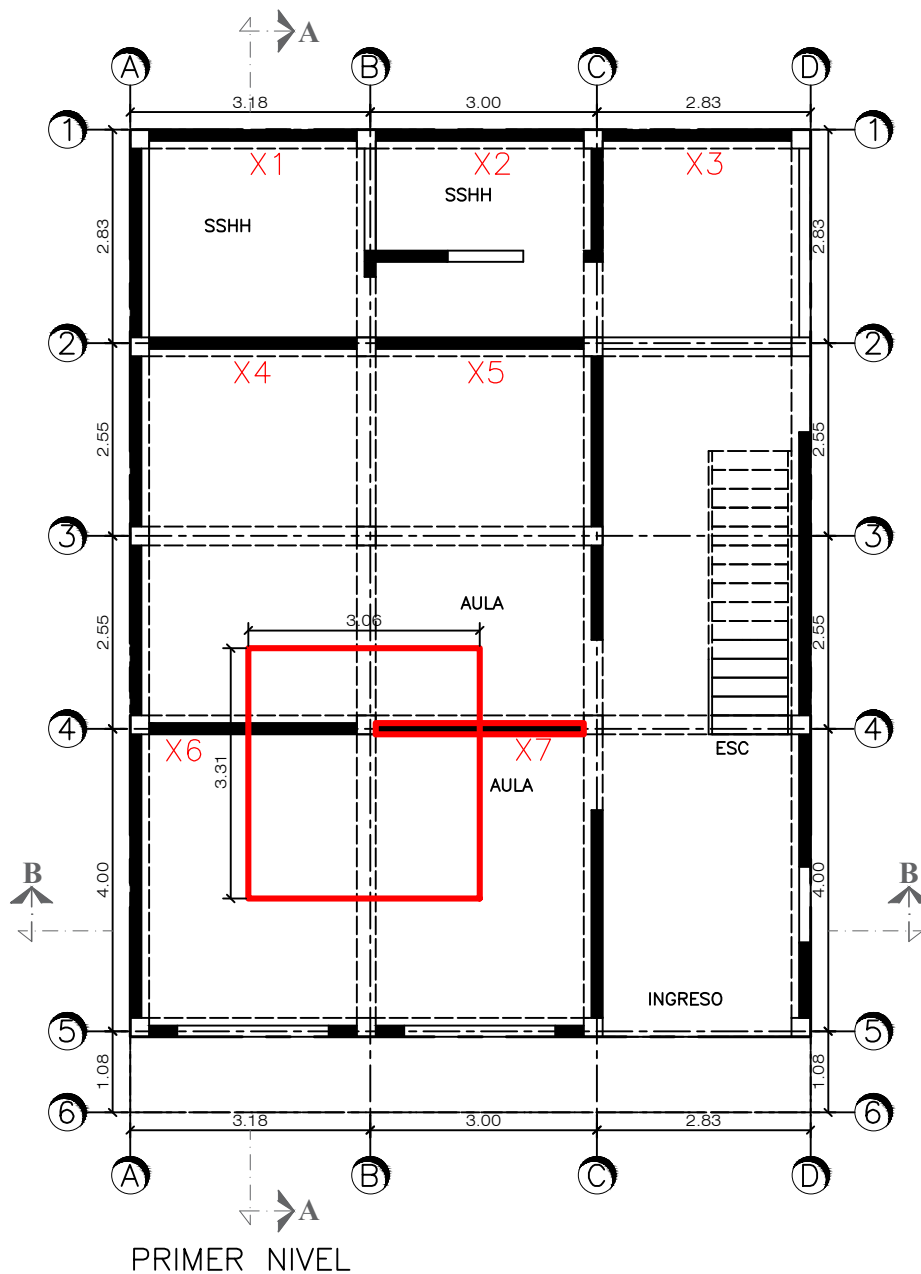 A
A B C D
3.18 3.00 2.83
1 1
X1 X2 X3
SSHH SSHH
2.83 2.83
2 2
X4 X5
2.55 2.55
3 3
AULA
3.06
2.55 2.55
4 4
X6 X7 ESC
3.31
AULA
B B
4.00 4.00
INGRESO
5 5
1.08 1.08
6 6
3.18 3.00 2.83
A B C D
A
PRIMER NIVEL